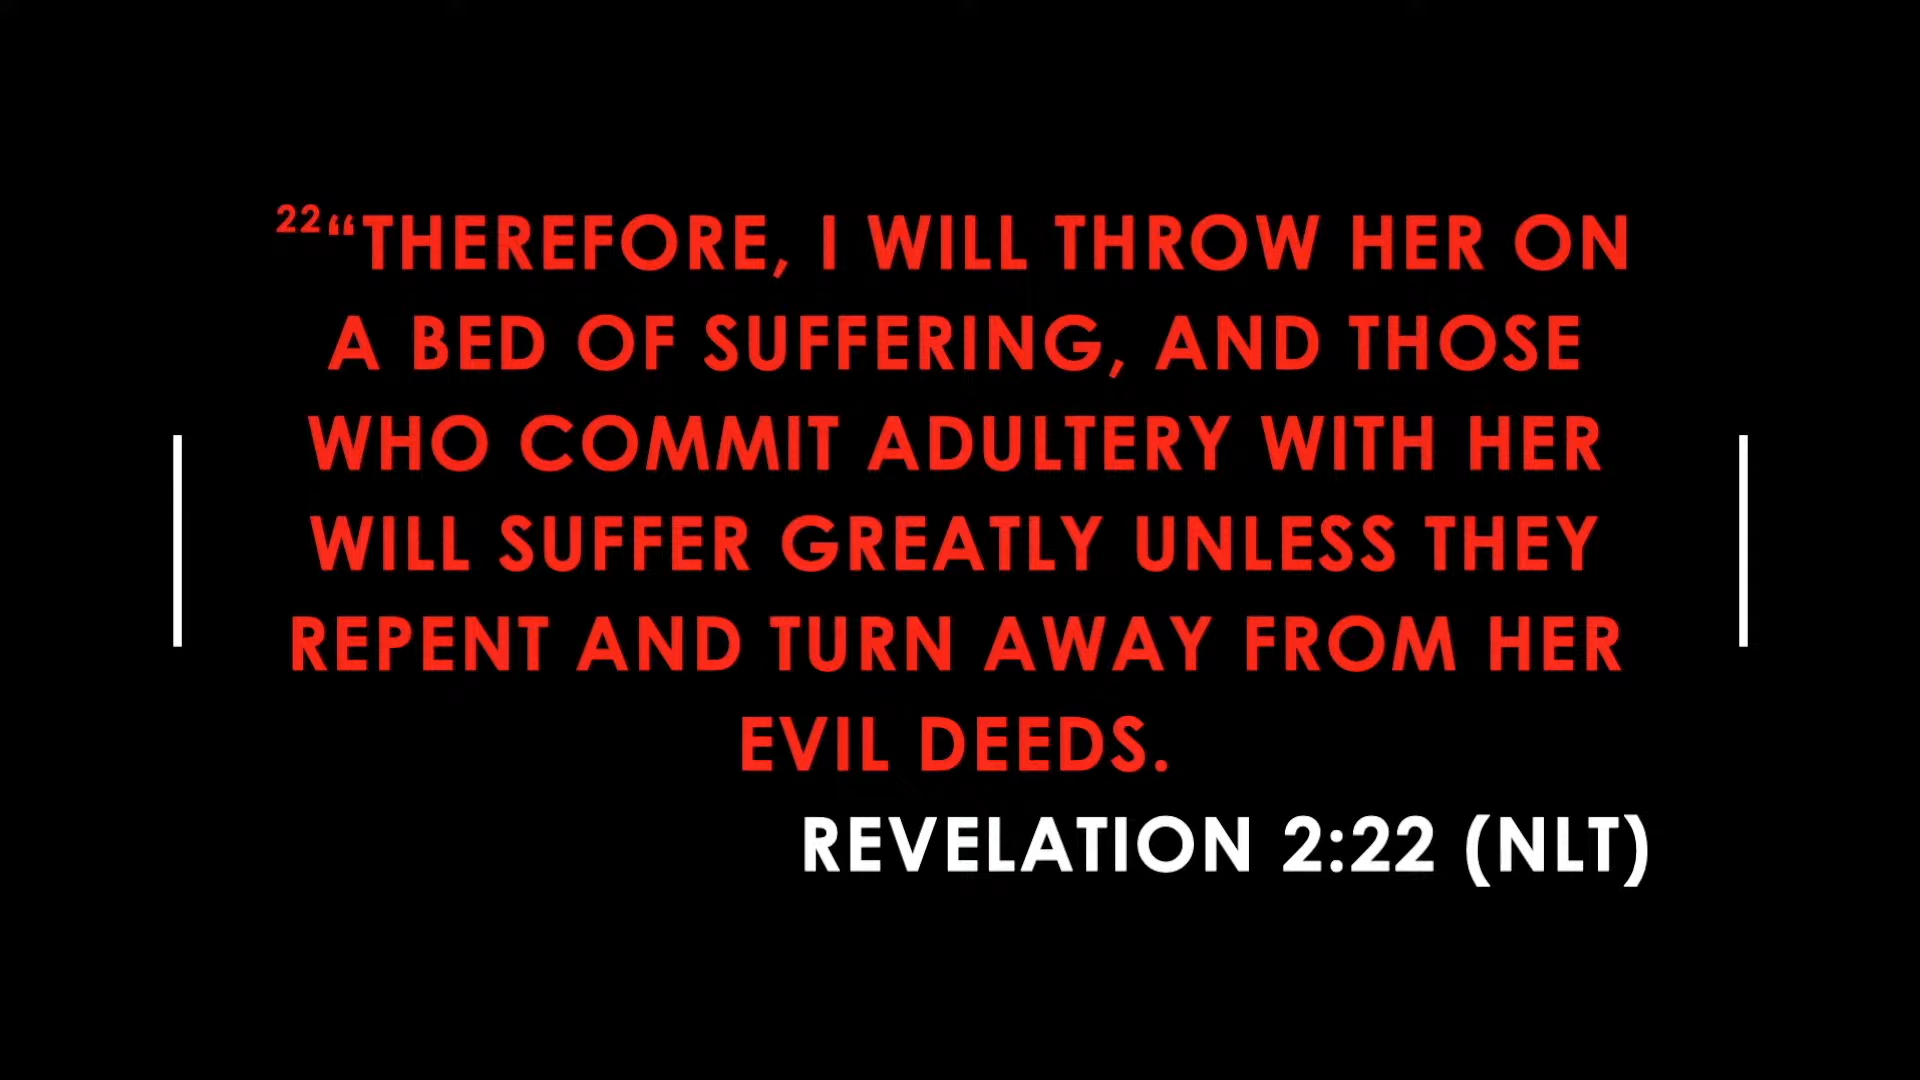 22“THEREFORE, I WILL THROW HER ON
A BED OF SUFFERING, AND THOSE
WHO COMMIT ADULTERY WITH HER
WILL SUFFER GREATLY UNLESS THEY
REPENT AND TURN AWAY FROM HER
EVIL DEEDS.
REVELATION 2:22 (NLT)